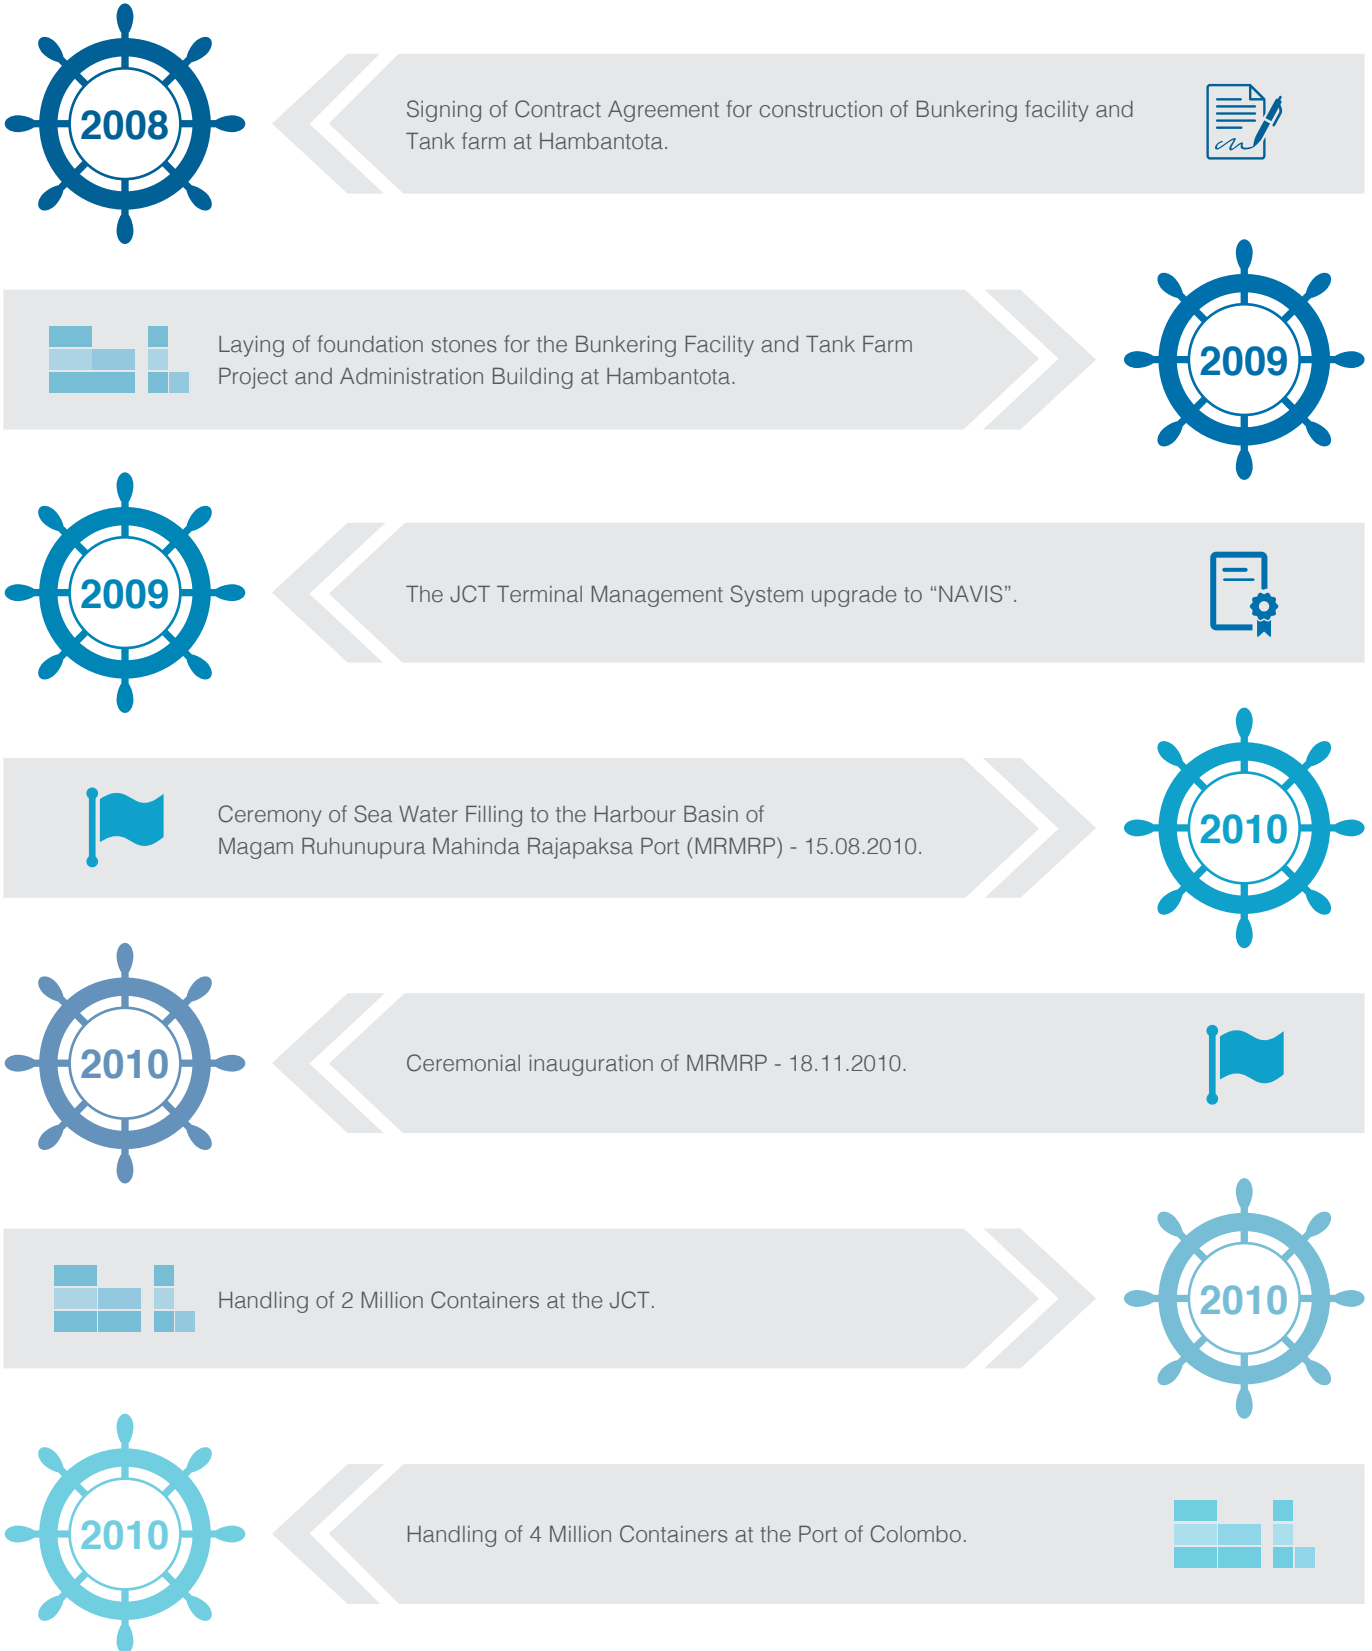 2008
Signing of Contract Agreement for construction of Bunkering facility and
Tank farm at Hambantota.
Laying of foundation stones for the Bunkering Facility and Tank Farm
Project and Administration Building at Hambantota.
2009
2009
The JCT Terminal Management System upgrade to “NAVIS”.
Ceremony of Sea Water Filling to the Harbour Basin of
Magam Ruhunupura Mahinda Rajapaksa Port (MRMRP) - 15.08.2010.
2010
2010
Ceremonial inauguration of MRMRP - 18.11.2010.
Handling of 2 Million Containers at the JCT.
2010
2010
Handling of 4 Million Containers at the Port of Colombo.